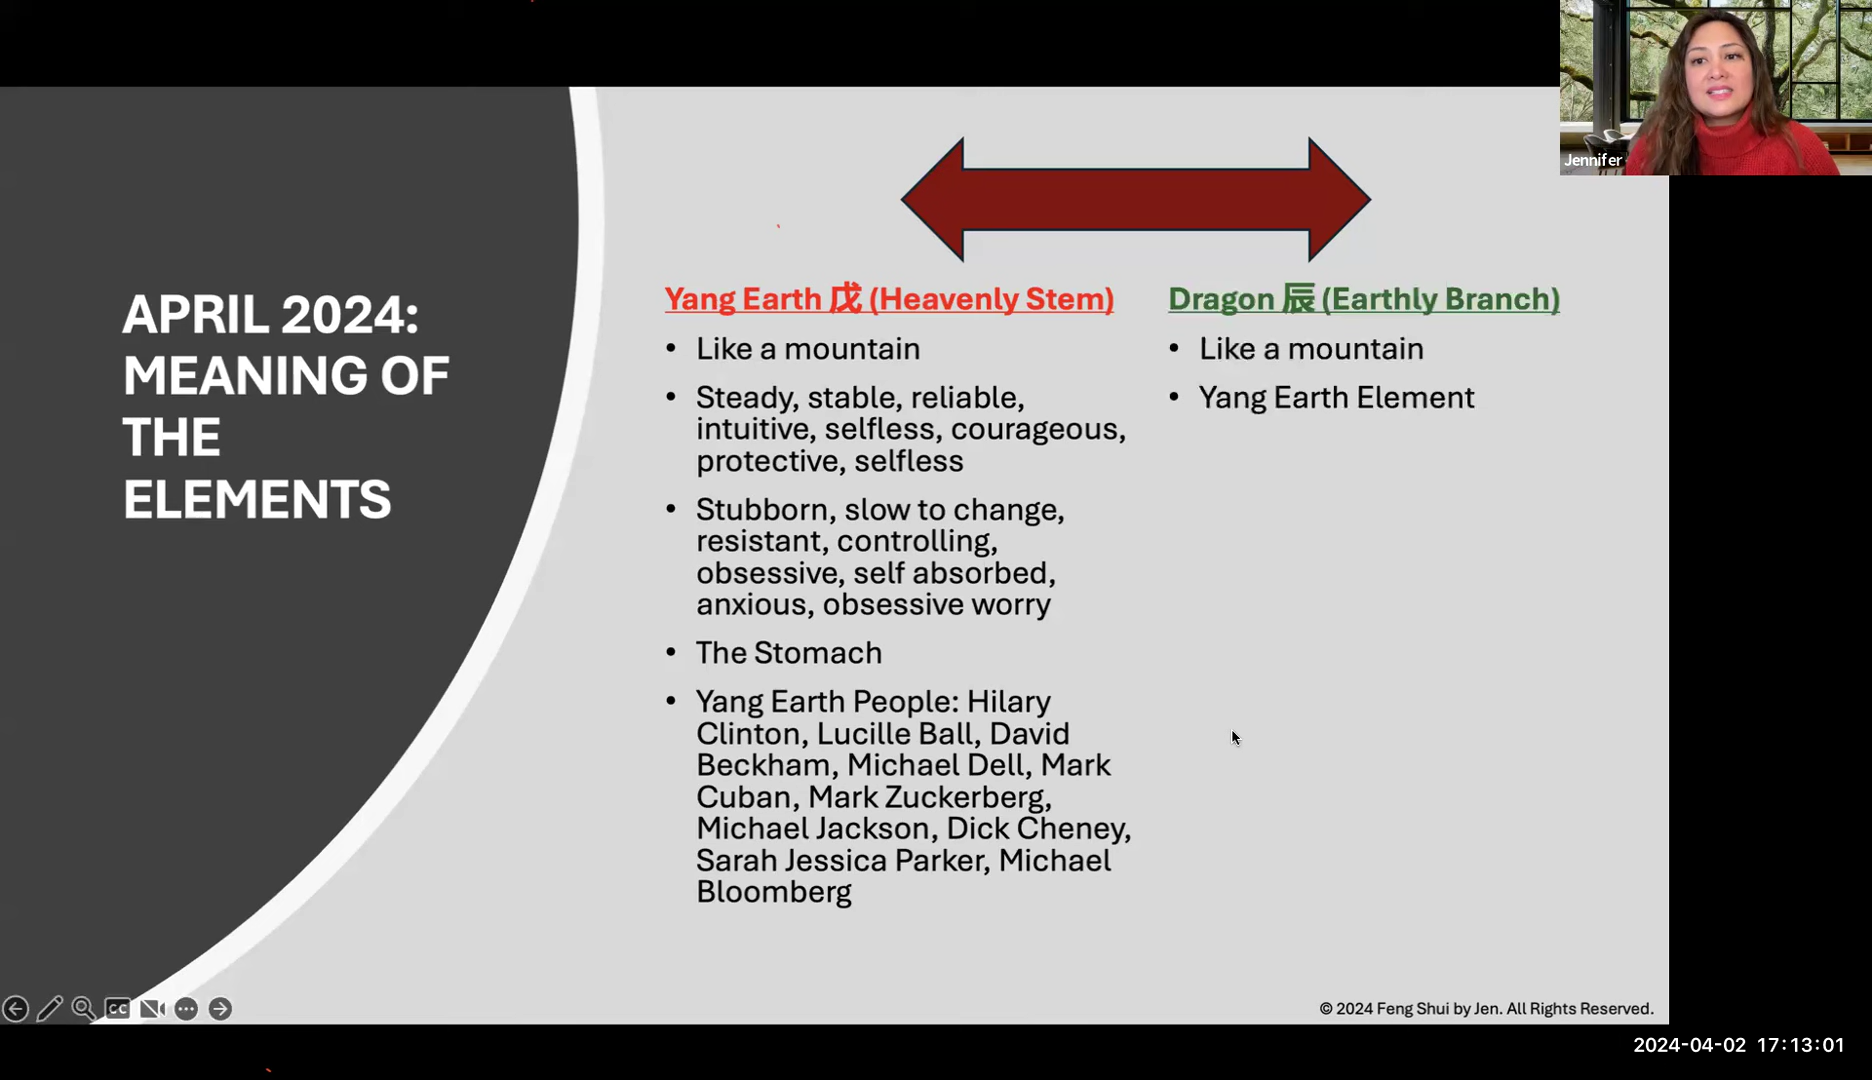 Jennifer
APRIL 2024:
MEANING OF
THE
ELEMENTS
Yang Earth 戊 (Heavenly Stem)
• Like a mountain
• Steady, stable, reliable,
intuitive, selfless, courageous,
protective, selfless
• Stubborn, slow to change,
resistant, controlling,
obsessive, self absorbed,
anxious, obsessive worry
• The Stomach
• Yang Earth People: Hilary
Clinton, Lucille Ball, David
Beckham, Michael Dell, Mark
Cuban, Mark Zuckerberg,
Michael Jackson, Dick Cheney,
Sarah Jessica Parker, Michael
Bloomberg
Dragon 辰 (Earthly Branch)
• Like a mountain
• Yang Earth Element
CC
© 2024 Feng Shui by Jen. All Rights Reserved.
2024-04-02 17:13:01